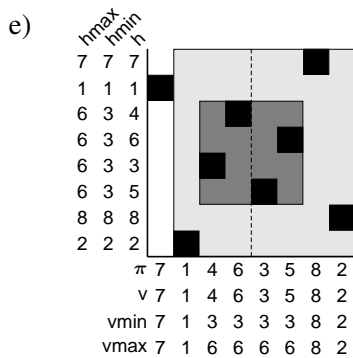 e)
hmax hmin h
7 7 7
1 1 1
6 3 4
6 3 6
6 3 3
6 3 5
8 8 8
2 2 2
π 7 1 4 6 3 5 8 2
v 7 1 4 6 3 5 8 2
vmin 7 1 3 3 3 3 8 2
vmax 7 1 6 6 6 6 8 2